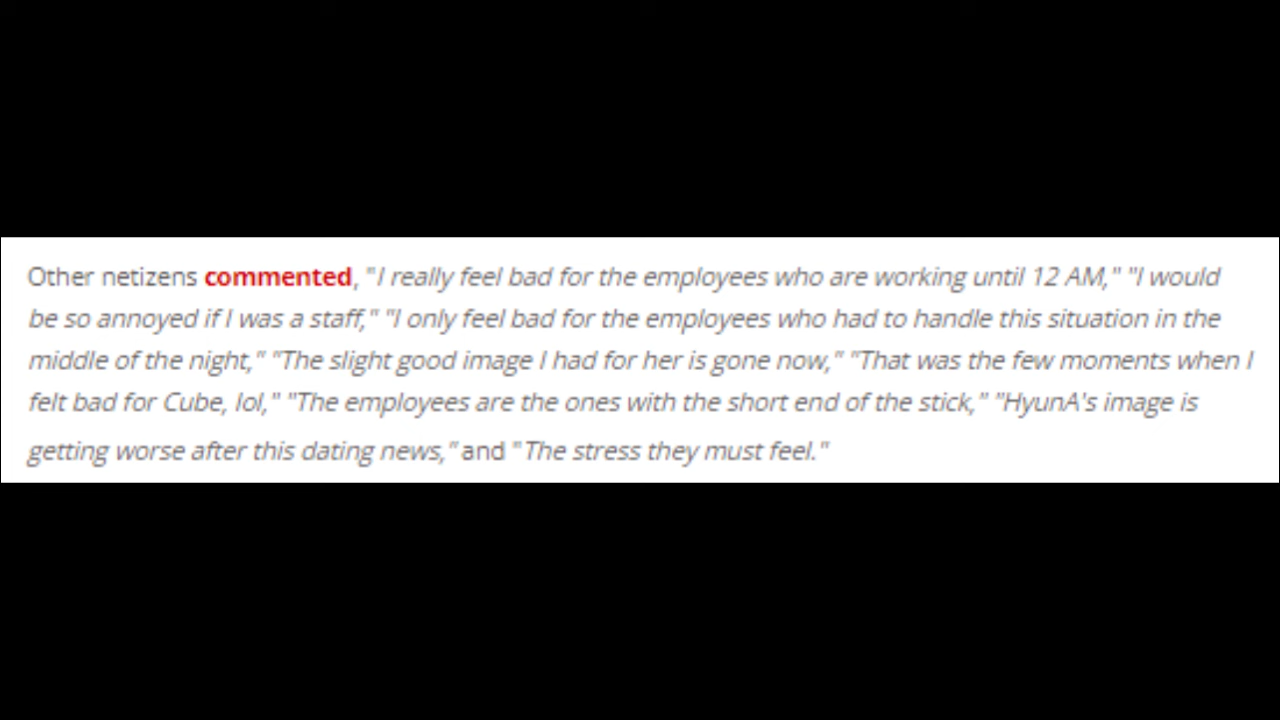 Other netizens commented, "I really feel bad for the employees who are working until 12 AM," "I would
be so annoyed if I was a staff," "I only feel bad for the employees who had to handle this situation in the
middle of the night," "The slight good image I had for her is gone now," "That was the few moments when I
felt bad for Cube, lol," "The employees are the ones with the short end of the stick," "HyunA's image is
getting worse after this dating news," and "The stress they must feel."